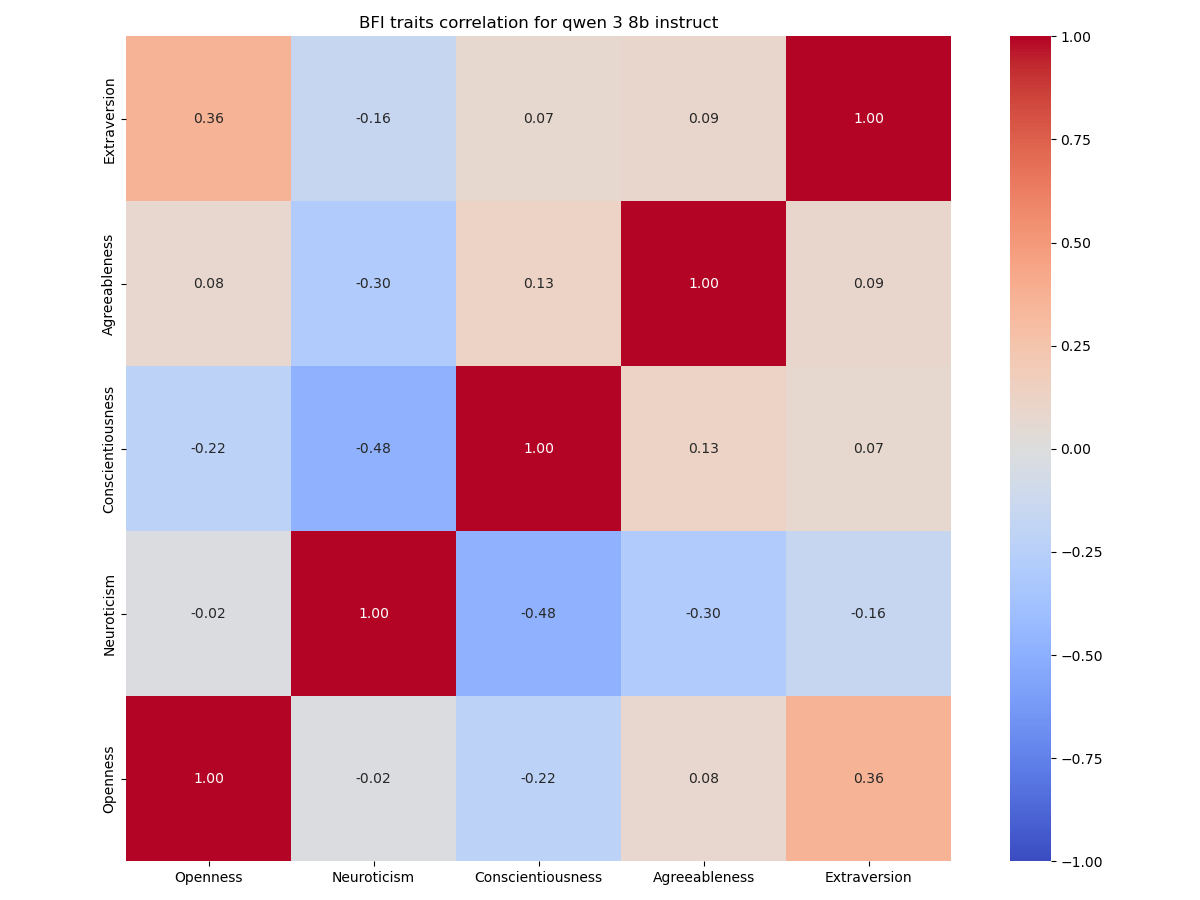 BFI traits correlation for qwen 3 8b instruct
Extraversion
0.36 -0.16 0.07 0.09 1.00
Agreeableness
0.08 -0.30 0.13 1.00 0.09
Conscientiousness
-0.22 -0.48 1.00 0.13 0.07
Neuroticism
-0.02 1.00 -0.48 -0.30 -0.16
Openness
1.00 -0.02 -0.22 0.08 0.36
Openness Neuroticism Conscientiousness Agreeableness Extraversion
1.00
0.75
0.50
0.25
0.00
−0.25
−0.50
−0.75
−1.00